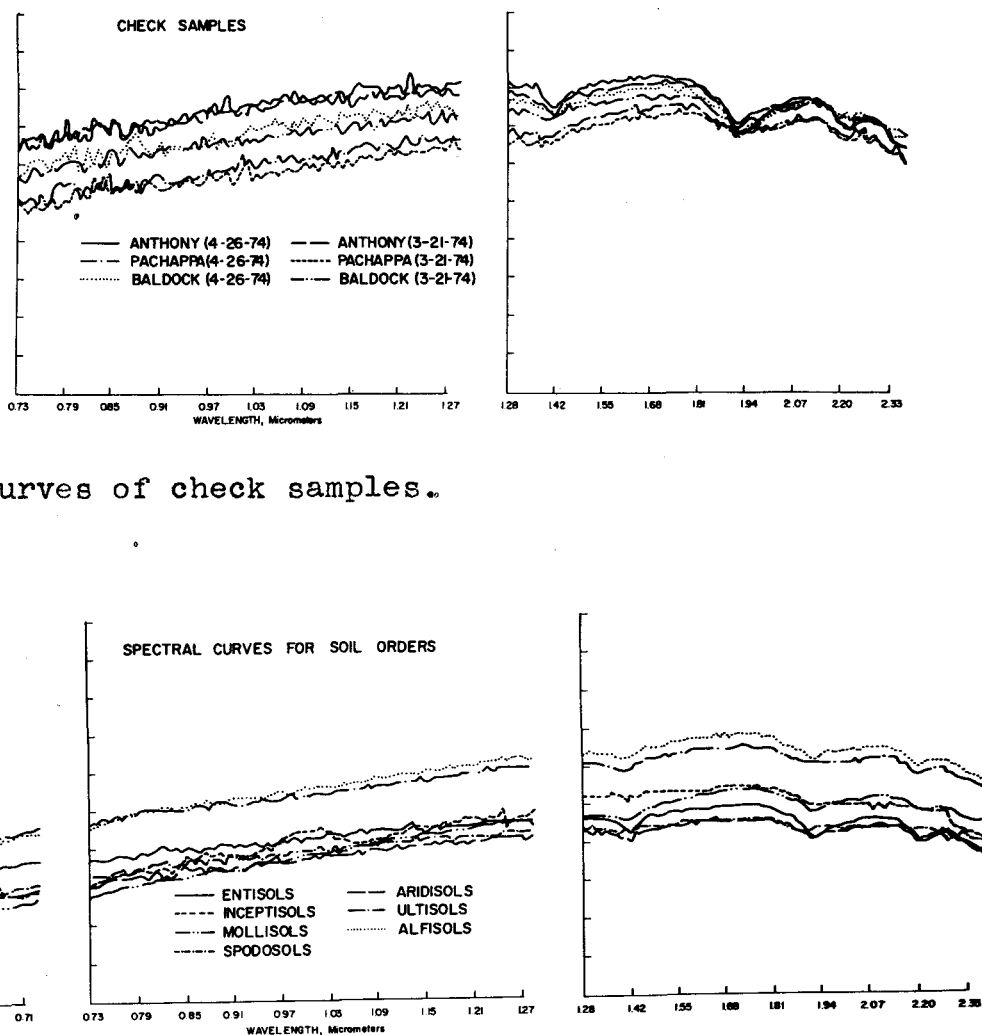 CHECK SAMPLES
ANTHONY (4-26-74) ANTHONY (3-21-74)
PACHAPPA (4-26-74) PACHAPPA (3-21-74)
BALDOCK (4-26-74) BALDOCK (3-21-74)
0.73 0.79 0.85 0.91 0.97 1.03 1.09 1.15 1.21 1.27
WAVELENGTH, Micrometers
1.28 1.42 1.55 1.68 1.81 1.94 2.07 2.20 2.33
urves of check samples.
SPECTRAL CURVES FOR SOIL ORDERS
ENTISOLS ARIDISOLS
INCEPTISOLS ULTISOLS
MOLLISOLS ALFISOLS
SPODOSOLS
0.71
0.73 0.79 0.85 0.91 0.97 1.03 1.09 1.15 1.21 1.27
WAVELENGTH, Micrometers
1.28 1.42 1.55 1.68 1.81 1.94 2.07 2.20